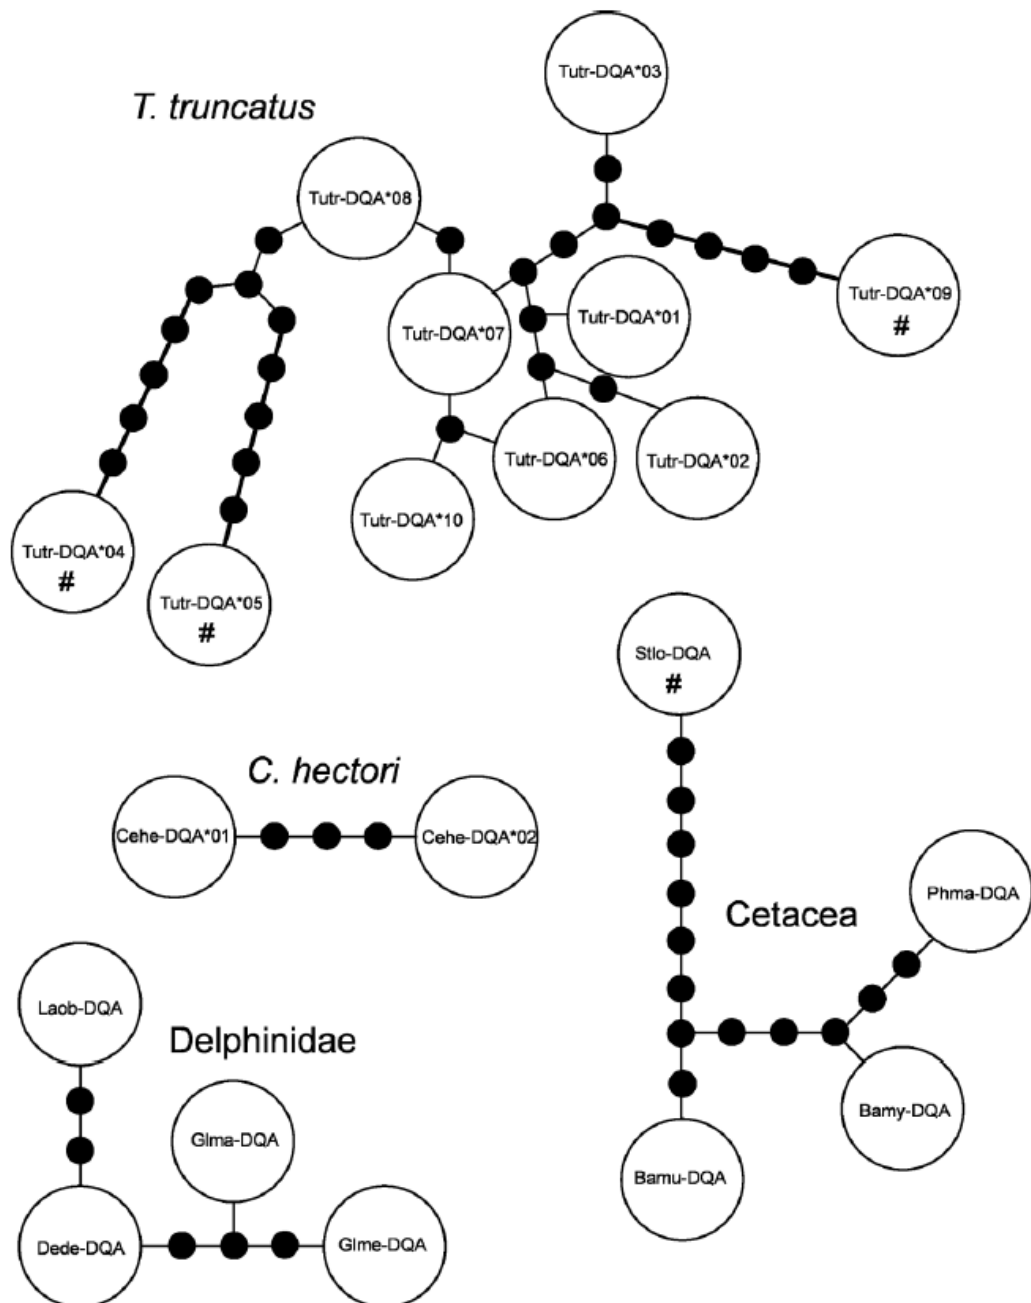 Tutr-DQA*03
T. truncatus
Tutr-DQA*08
Tutr-DQA*09
#
Tutr-DQA*01
Tutr-DQA*07
Tutr-DQA*06
Tutr-DQA*02
Tutr-DQA*10
Tutr-DQA*04
#
Tutr-DQA*05
#
Stlo-DQA
#
C. hectori
Cehe-DQA*01
Cehe-DQA*02
Phma-DQA
Cetacea
Laob-DQA
Delphinidae
Bamy-DQA
Glma-DQA
Bamu-DQA
Dede-DQA
Glme-DQA